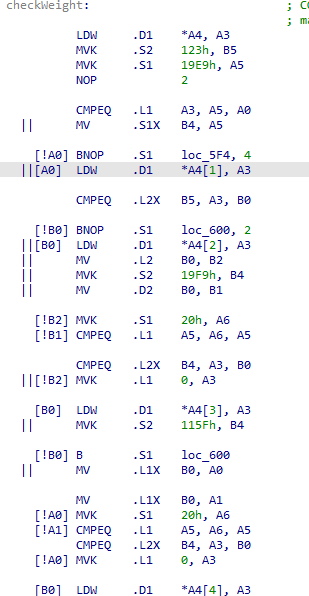 checkWeight: ; CO
; ma
LDW .D1 *A4, A3
MVK .S2 123h, B5
MVK .S1 19E9h, A5
NOP 2
CMPEQ .L1 A3, A5, A0
|| MV .S1X B4, A5
[!A0] BNOP .S1 loc_5F4, 4
||[A0] LDW .D1 *A4[1], A3
CMPEQ .L2X B5, A3, B0
[!B0] BNOP .S1 loc_600, 2
||[B0] LDW .D1 *A4[2], A3
|| MV .L2 B0, B2
|| MVK .S2 19F9h, B4
|| MV .D2 B0, B1
[!B2] MVK .S1 20h, A6
[!B1] CMPEQ .L1 A5, A6, A5
CMPEQ .L2X B4, A3, B0
||[!B2] MVK .L1 0, A3
[B0] LDW .D1 *A4[3], A3
|| MVK .S2 115Fh, B4
[!B0] B .S1 loc_600
|| MV .L1X B0, A0
MV .L1X B0, A1
[!A0] MVK .S1 20h, A6
[!A1] CMPEQ .L1 A5, A6, A5
CMPEQ .L2X B4, A3, B0
[!A0] MVK .L1 0, A3
[B0] LDW .D1 *A4[4], A3